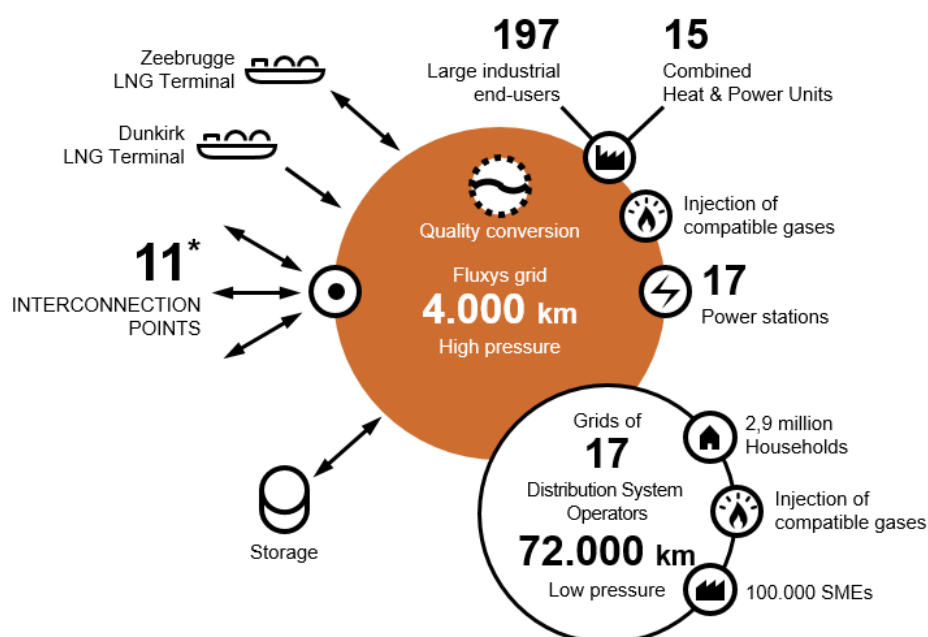 197
Large industrial
end-users
15
Combined
Heat & Power Units
Zeebrugge
LNG Terminal
Dunkirk
LNG Terminal
11*
INTERCONNECTION
POINTS
Storage
Quality conversion
Fluxys grid
4.000 km
High pressure
Injection of
compatible gases
17
Power stations
Grids of
17
Distribution System
Operators
72.000 km
Low pressure
2,9 million
Households
Injection of
compatible gases
100.000 SMEs